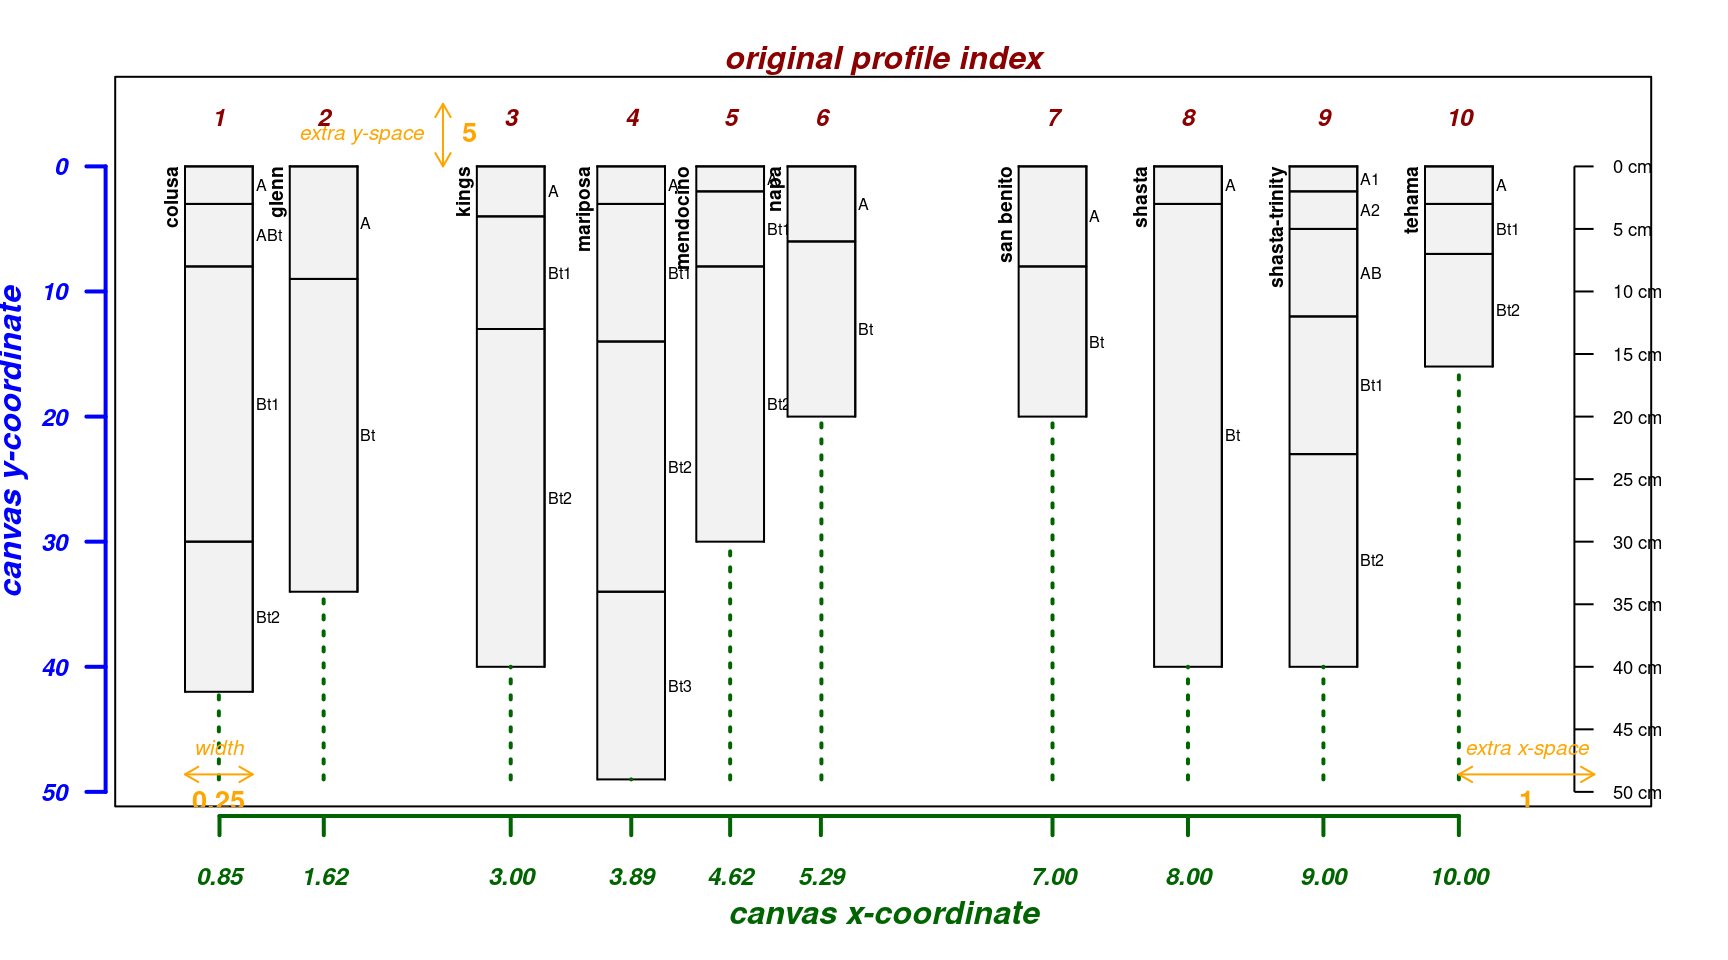 original profile index
1 2 3 4 5 6 7 8 9 10
extra y-space 5
canvas y-coordinate
0
10
20
30
40
50
colusa
A
ABt
Bt1
Bt2
glenn
A
Bt
kings
A
Bt1
Bt2
mariposa
A
Bt1
Bt2
Bt3
mendocino
A
Bt1
Bt2
napa
A
Bt
san benito
A
Bt
shasta
A
Bt
shasta-trinity
A1
A2
AB
Bt1
Bt2
tehama
A
Bt1
Bt2
0 cm
5 cm
10 cm
15 cm
20 cm
25 cm
30 cm
35 cm
40 cm
45 cm
50 cm
width
0.25
extra x-space
1
0.85 1.62 3.00 3.89 4.62 5.29 7.00 8.00 9.00 10.00
canvas x-coordinate